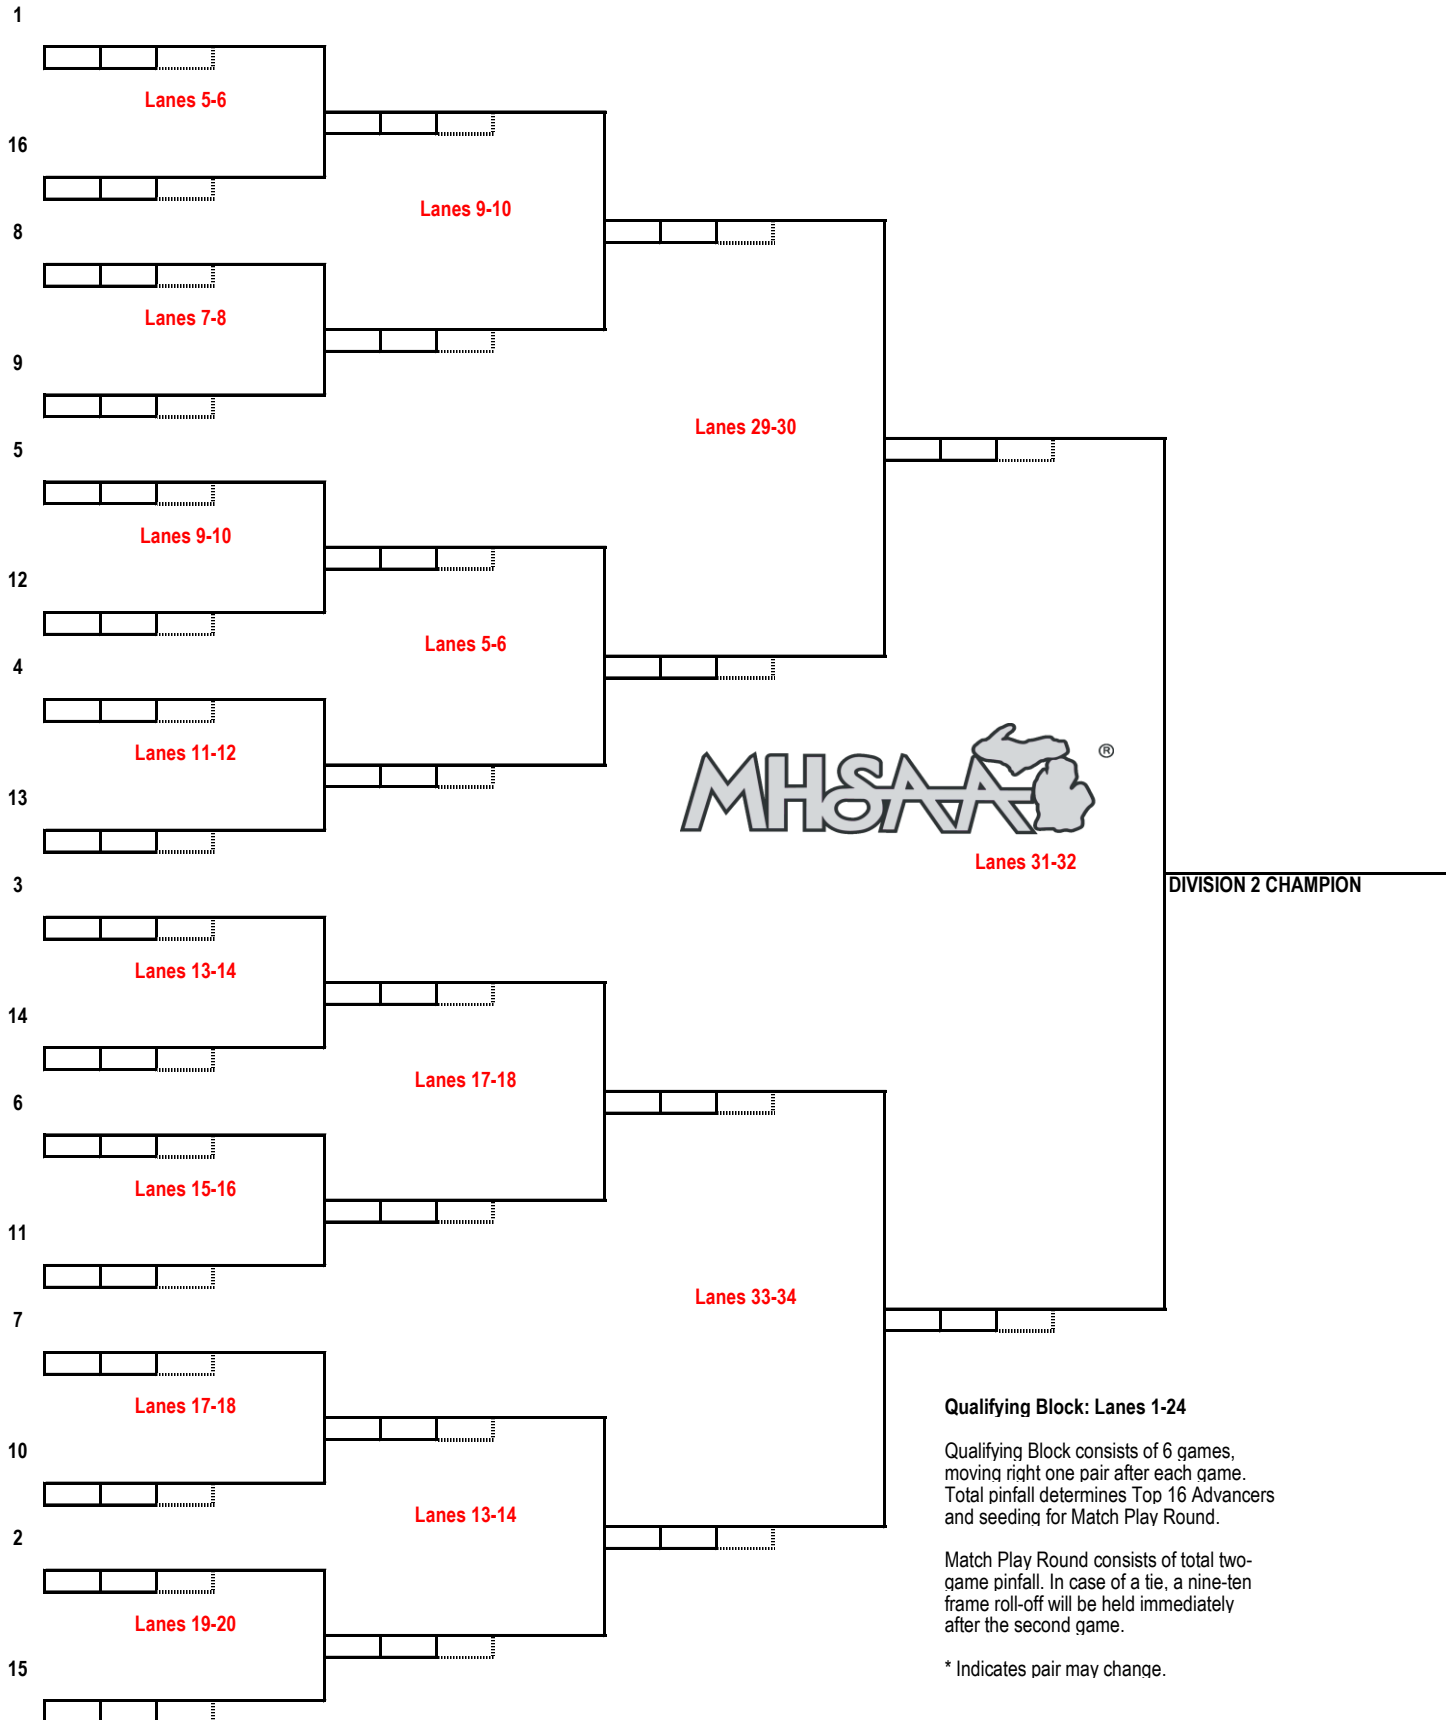 1
Lanes 5-6
16
Lanes 9-10
8
Lanes 7-8
9
Lanes 29-30
5
Lanes 9-10
12
Lanes 5-6
4
Lanes 11-12
13
MHSAA ®
Lanes 31-32
3
DIVISION 2 CHAMPION
Lanes 13-14
14
Lanes 17-18
6
Lanes 15-16
11
Lanes 33-34
7
Lanes 17-18
10
Lanes 13-14
2
Lanes 19-20
15
Qualifying Block: Lanes 1-24
Qualifying Block consists of 6 games,
moving right one pair after each game.
Total pinfall determines Top 16 Advancers
and seeding for Match Play Round.
Match Play Round consists of total two-
game pinfall. In case of a tie, a nine-ten
frame roll-off will be held immediately
after the second game.
* Indicates pair may change.